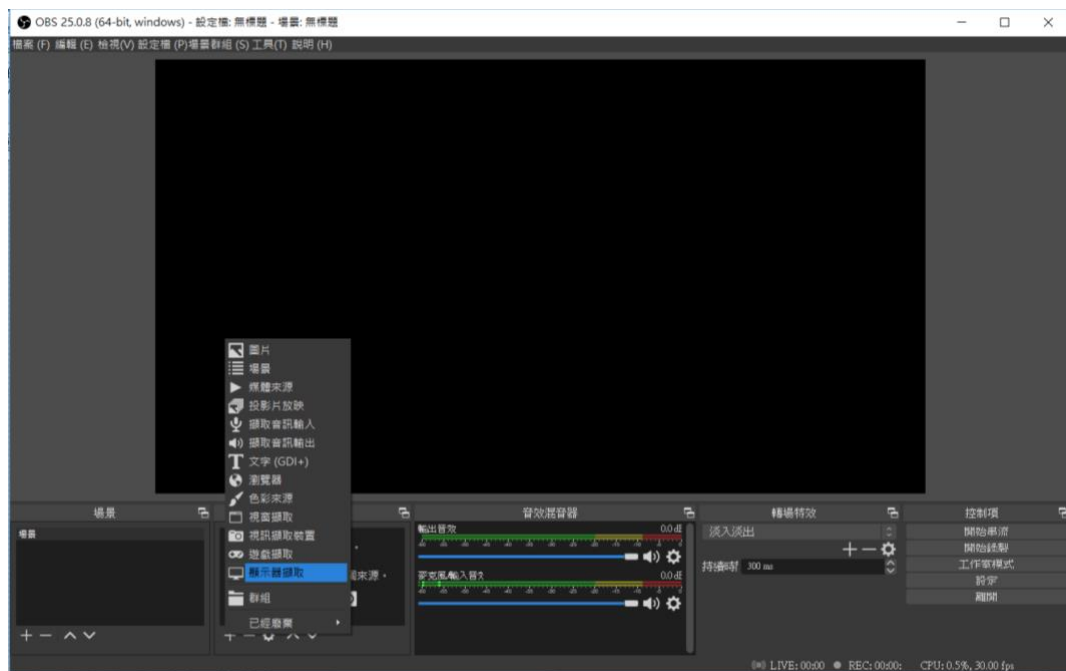 OBS 25.0.8 (64-bit, windows) - 設定檔: 無標題 - 場景: 無標題
檔案 (F) 編輯 (E) 檢視(V) 設定檔 (P)場景群組 (S) 工具(T) 說明 (H)
圖片
場景
媒體來源
投影片放映
擷取音訊輸入
擷取音訊輸出
文字 (GDI+)
瀏覽器
色彩來源
視窗擷取
視訊擷取裝置
遊戲擷取
顯示器擷取
群組
已經廢棄
場景
場景
來源。
音效混音器
輸出音效 0.0 dE
麥克風/輸入音 0.0 dE
轉場特效
淡入淡出
持續時 300 ms
控制項
開始串流
開始錄製
工作室模式
設定
離開
LIVE: 00:00 REC: 00:00: CPU: 0.5%, 30.00 fps